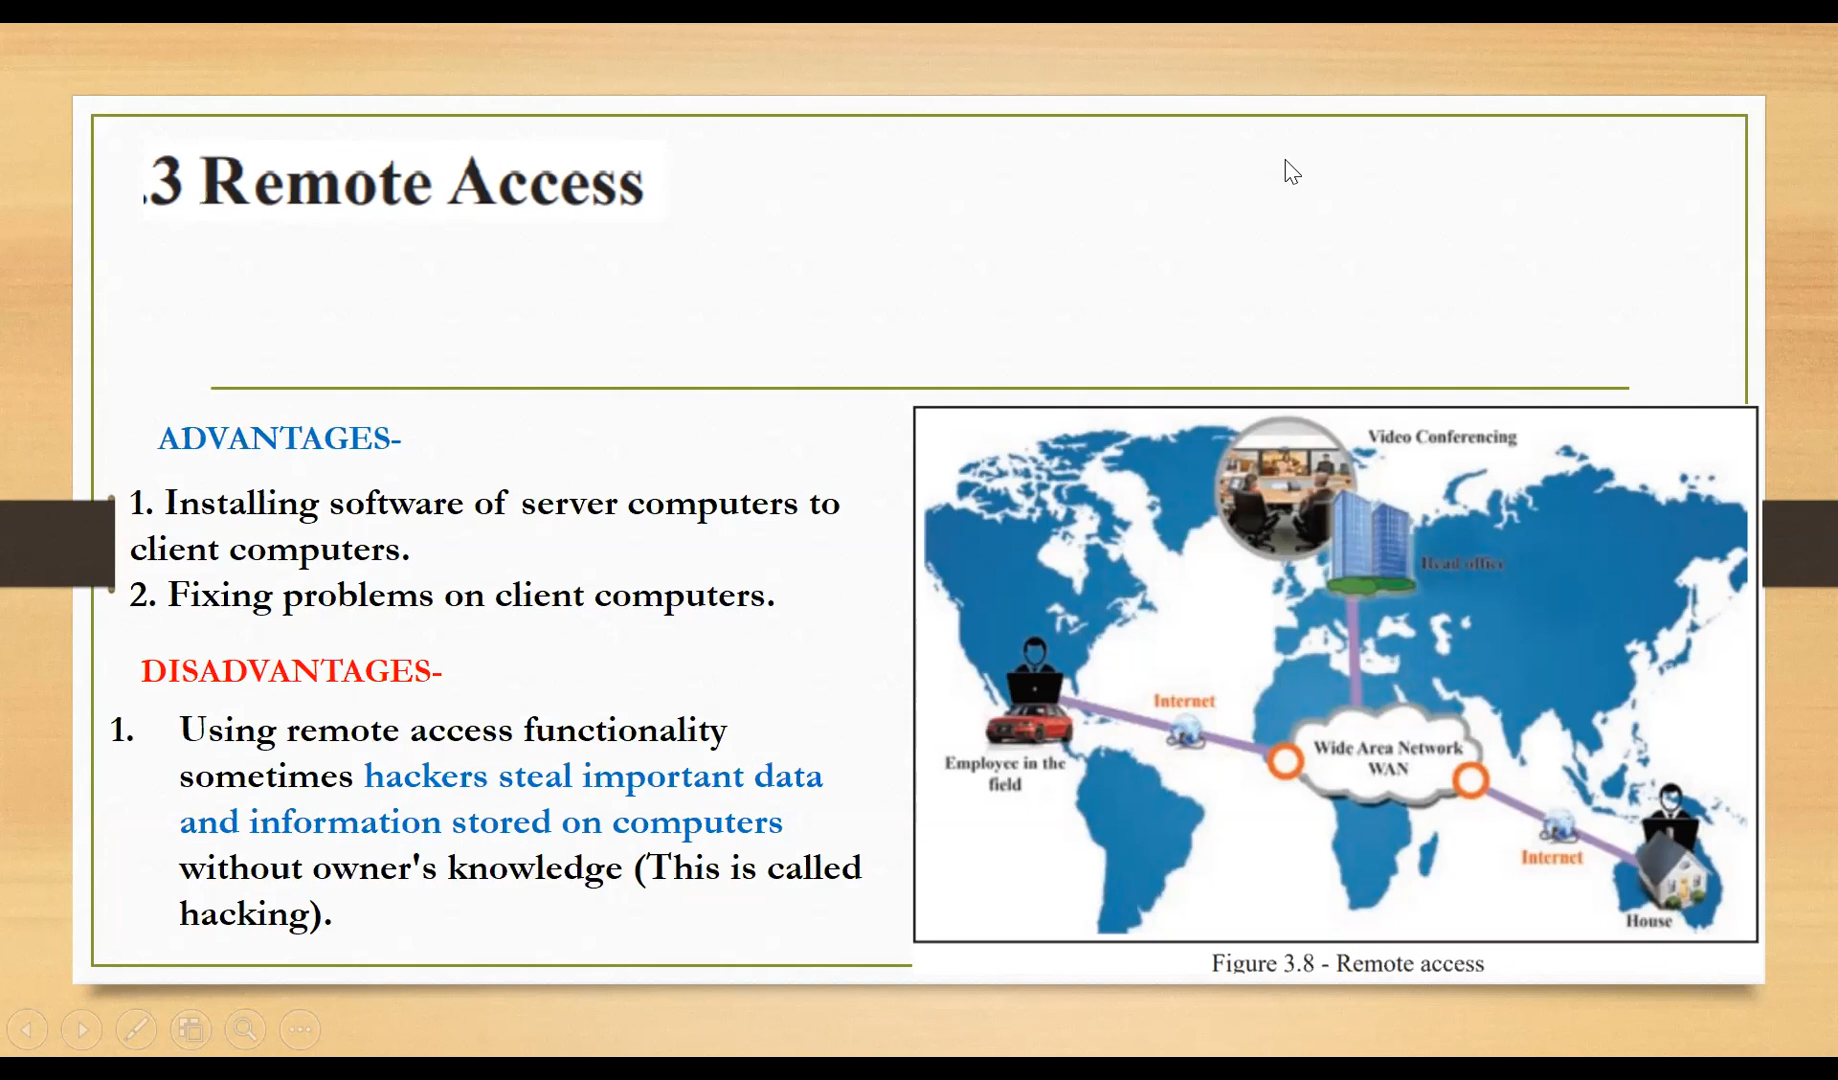 .3 Remote Access
ADVANTAGES-
1. Installing software of server computers to
client computers.
2. Fixing problems on client computers.
DISADVANTAGES-
1. Using remote access functionality
sometimes hackers steal important data
and information stored on computers
without owner's knowledge (This is called
hacking).
Video Conferencing
Head office
Internet
Employee in the
field
Wide Area Network
WAN
Internet
House
Figure 3.8 - Remote access